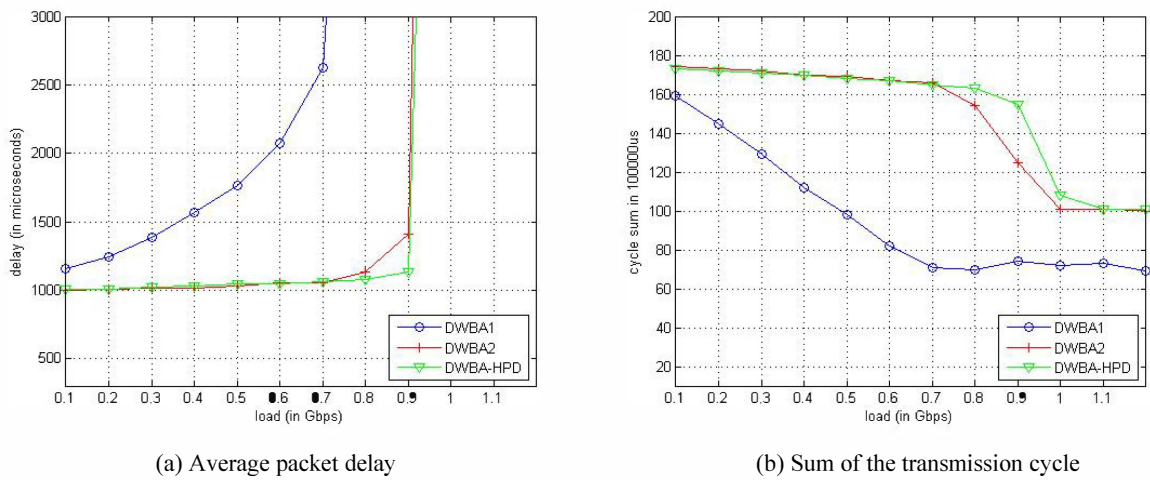 3000
2500
2000
1500
1000
500
delay (in microseconds)
0.1 0.2 0.3 0.4 0.5 0.6 0.7 0.8 0.9 1 1.1
load (in Gbps)
DWBA1
DWBA2
DWBA-HPD
(a) Average packet delay
200
180
160
140
120
100
80
60
40
20
cycle sum in 100000us
0.1 0.2 0.3 0.4 0.5 0.6 0.7 0.8 0.9 1 1.1
load (in Gbps)
DWBA1
DWBA2
DWBA-HPD
(b) Sum of the transmission cycle